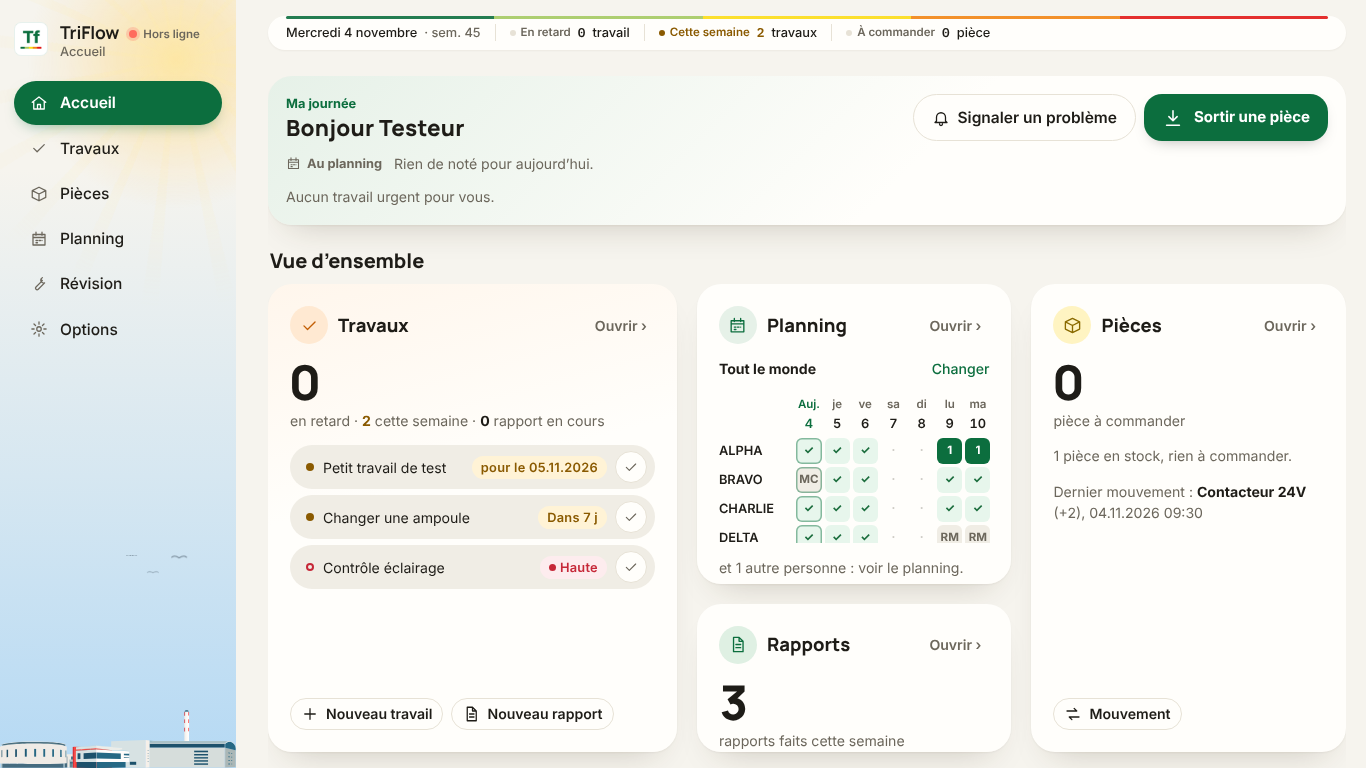 Tf
TriFlow
Hors ligne
Accueil
Accueil
Travaux
Pièces
Planning
Révision
Options
Mercredi 4 novembre · sem. 45
En retard 0 travail
Cette semaine 2 travaux
À commander 0 pièce
Ma journée
Bonjour Testeur
Au planning Rien de noté pour aujourd’hui.
Aucun travail urgent pour vous.
Signaler un problème
Sortir une pièce
Vue d’ensemble
Travaux
Ouvrir ›
0
en retard · 2 cette semaine · 0 rapport en cours
Petit travail de test pour le 05.11.2026
Changer une ampoule Dans 7 j
Contrôle éclairage Haute
Nouveau travail
Nouveau rapport
Planning
Ouvrir ›
Tout le monde
Changer
Auj. je ve sa di lu ma
4 5 6 7 8 9 10
ALPHA ✓ ✓ ✓ · · 1 1
BRAVO MC ✓ ✓ · · ✓ ✓
CHARLIE ✓ ✓ ✓ · · ✓ ✓
DELTA ✓ ✓ ✓ · · RM RM
et 1 autre personne : voir le planning.
Rapports
Ouvrir ›
3
rapports faits cette semaine
Pièces
Ouvrir ›
0
pièce à commander
1 pièce en stock, rien à commander.
Dernier mouvement : Contacteur 24V
(+2), 04.11.2026 09:30
Mouvement